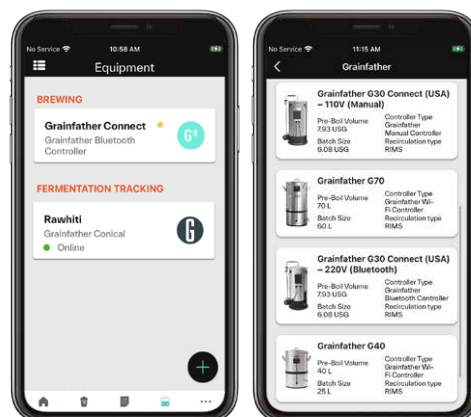 No Service 10:58 AM
Equipment
BREWING
Grainfather Connect
Grainfather Bluetooth
Controller
FERMENTATION TRACKING
Rawhiti
Grainfather Conical
Online
No Service 11:15 AM
Grainfather
Grainfather G30 Connect (USA)
– 110V (Manual)
Pre-Boil Volume
7.93 USG
Batch Size
6.08 USG
Controller Type
Grainfather
Manual Controller
Recirculation type
RIMS
Grainfather G70
Pre-Boil Volume
70 L
Batch Size
60 L
Controller Type
Grainfather Wi-
Fi Controller
Recirculation type
RIMS
Grainfather G30 Connect (USA)
– 220V (Bluetooth)
Pre-Boil Volume
7.93 USG
Batch Size
6.08 USG
Controller Type
Grainfather
Bluetooth Controller
Recirculation type
RIMS
Grainfather G40
Pre-Boil Volume
40 L
Batch Size
25 L
Controller Type
Grainfather Wi-
Fi Controller
Recirculation type
RIMS